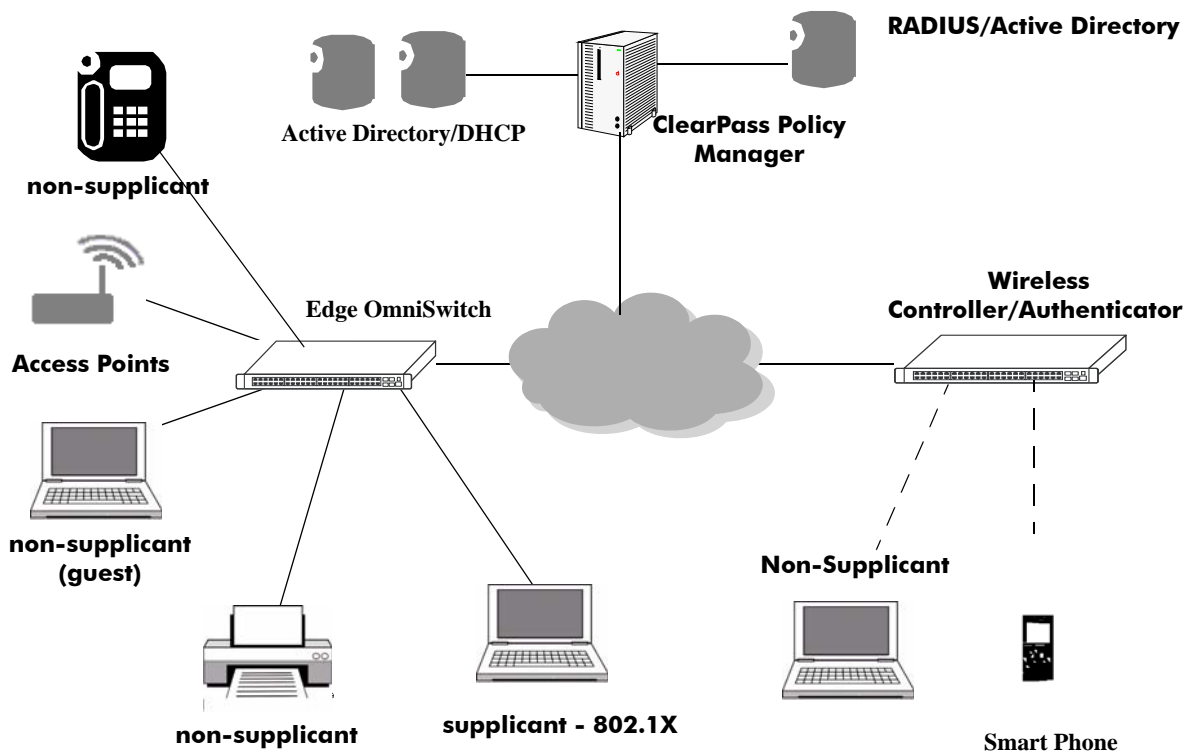 RADIUS/Active Directory
Active Directory/DHCP
ClearPass Policy
Manager
non-supplicant
Edge OmniSwitch
Wireless
Controller/Authenticator
Access Points
non-supplicant
(guest)
Non-Supplicant
non-supplicant
supplicant - 802.1X
Smart Phone